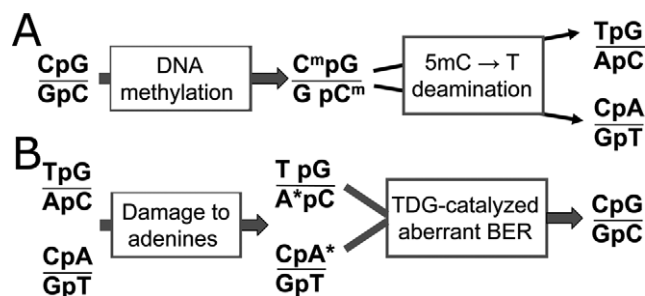 A
CpG
GpC
DNA
methylation
CᵐpG
G pCᵐ
5mC → T
deamination
TpG
ApC
CpA
GpT
B
TpG
ApC
CpA
GpT
Damage to
adenines
T pG
A*pC
CpA*
GpT
TDG-catalyzed
aberrant BER
CpG
GpC